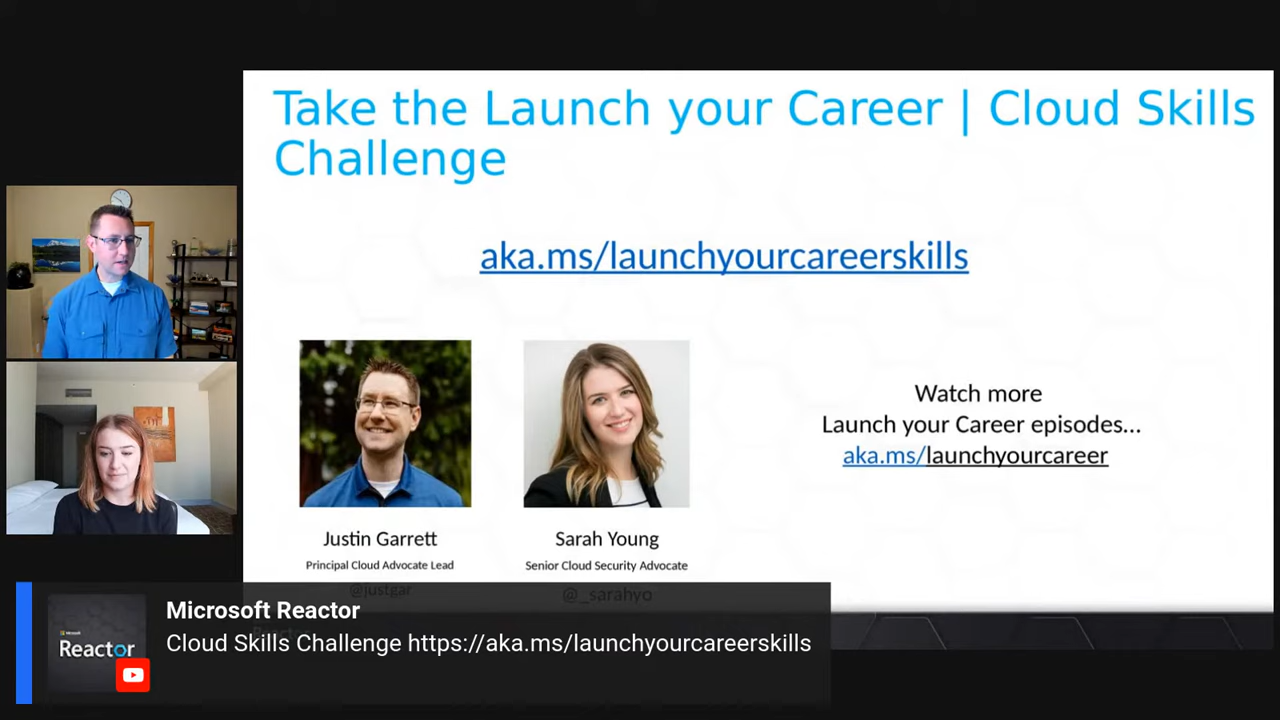 Take the Launch your Career | Cloud Skills
Challenge
aka.ms/launchyourcareerskills
Watch more
Launch your Career episodes...
aka.ms/launchyourcareer
Justin Garrett
Principal Cloud Advocate Lead
@justgar
Sarah Young
Senior Cloud Security Advocate
@_sarahyo
Microsoft Reactor
Cloud Skills Challenge https://aka.ms/launchyourcareerskills
Microsoft
Reactor